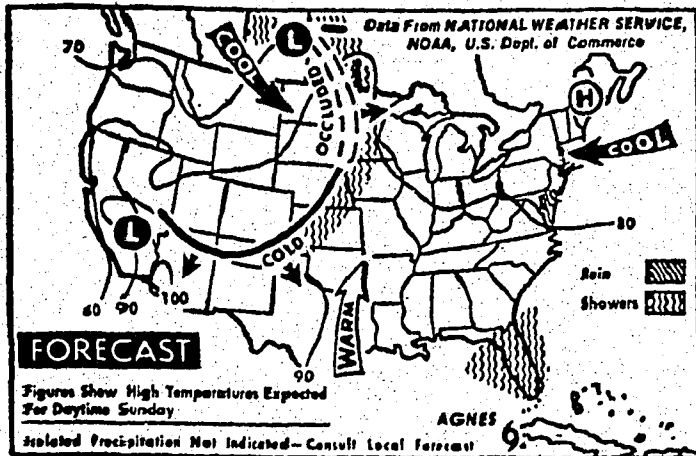 Data From NATIONAL WEATHER SERVICE,
NOAA, U.S. Dept. of Commerce
70
COOL
L
OCCLUDED
H
COOL
L
COLD
80
Rain
Showers
60 90 100
WARM
90
FORECAST
Figures Show High Temperatures Expected
For Daytime Sunday
AGNES
Isolated Precipitation Not Indicated—Consult Local Forecast